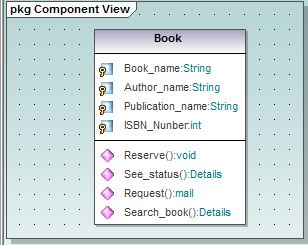 pkg Component View
Book
Book_name:String
Author_name:String
Publication_name:String
ISBN_Nunber:int
Reserve():void
See_status():Details
Request():mail
Search_book():Details